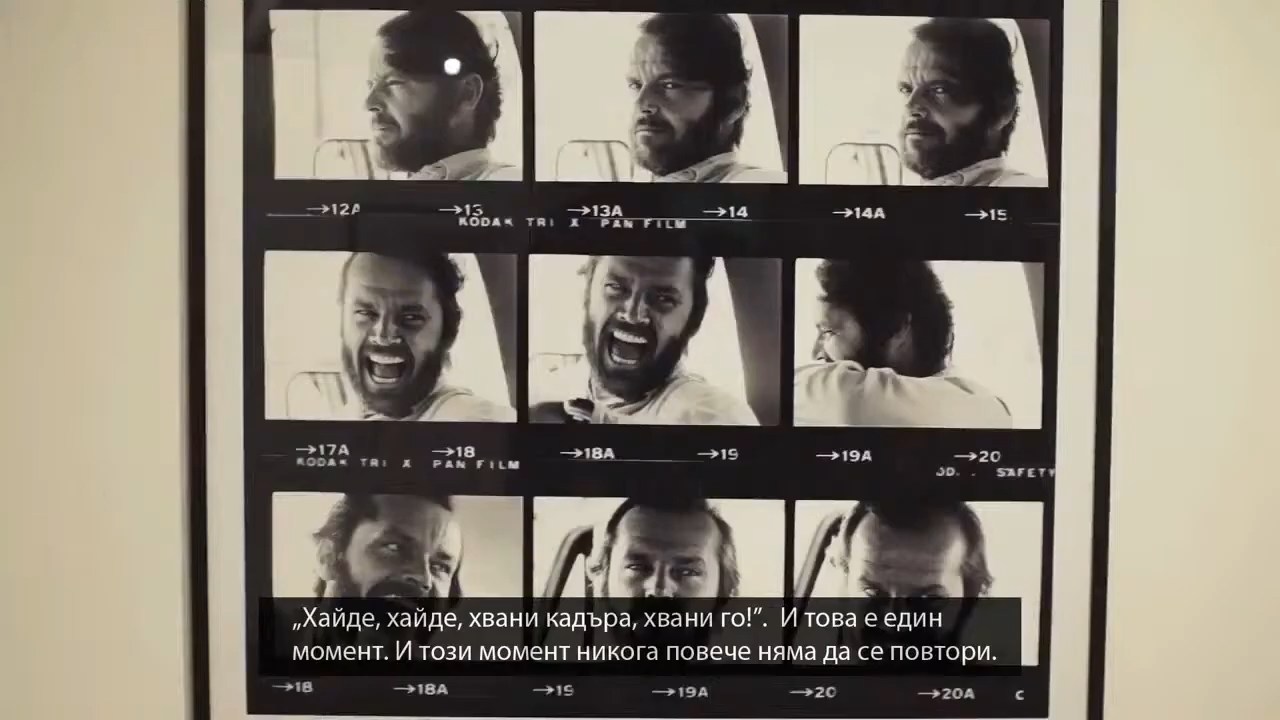 →12A →13 →13A →14 →14A →15
KODAK TRI X PAN FILM
→17A →18 →18A →19 →19A →20
KODAK TRI X PAN FILM SAFETY
„Хайде, хайде, хвани кадъра, хвани го!”. И това е един
момент. И този момент никога повече няма да се повтори.
→18 →18A →19 →19A →20 →20A C